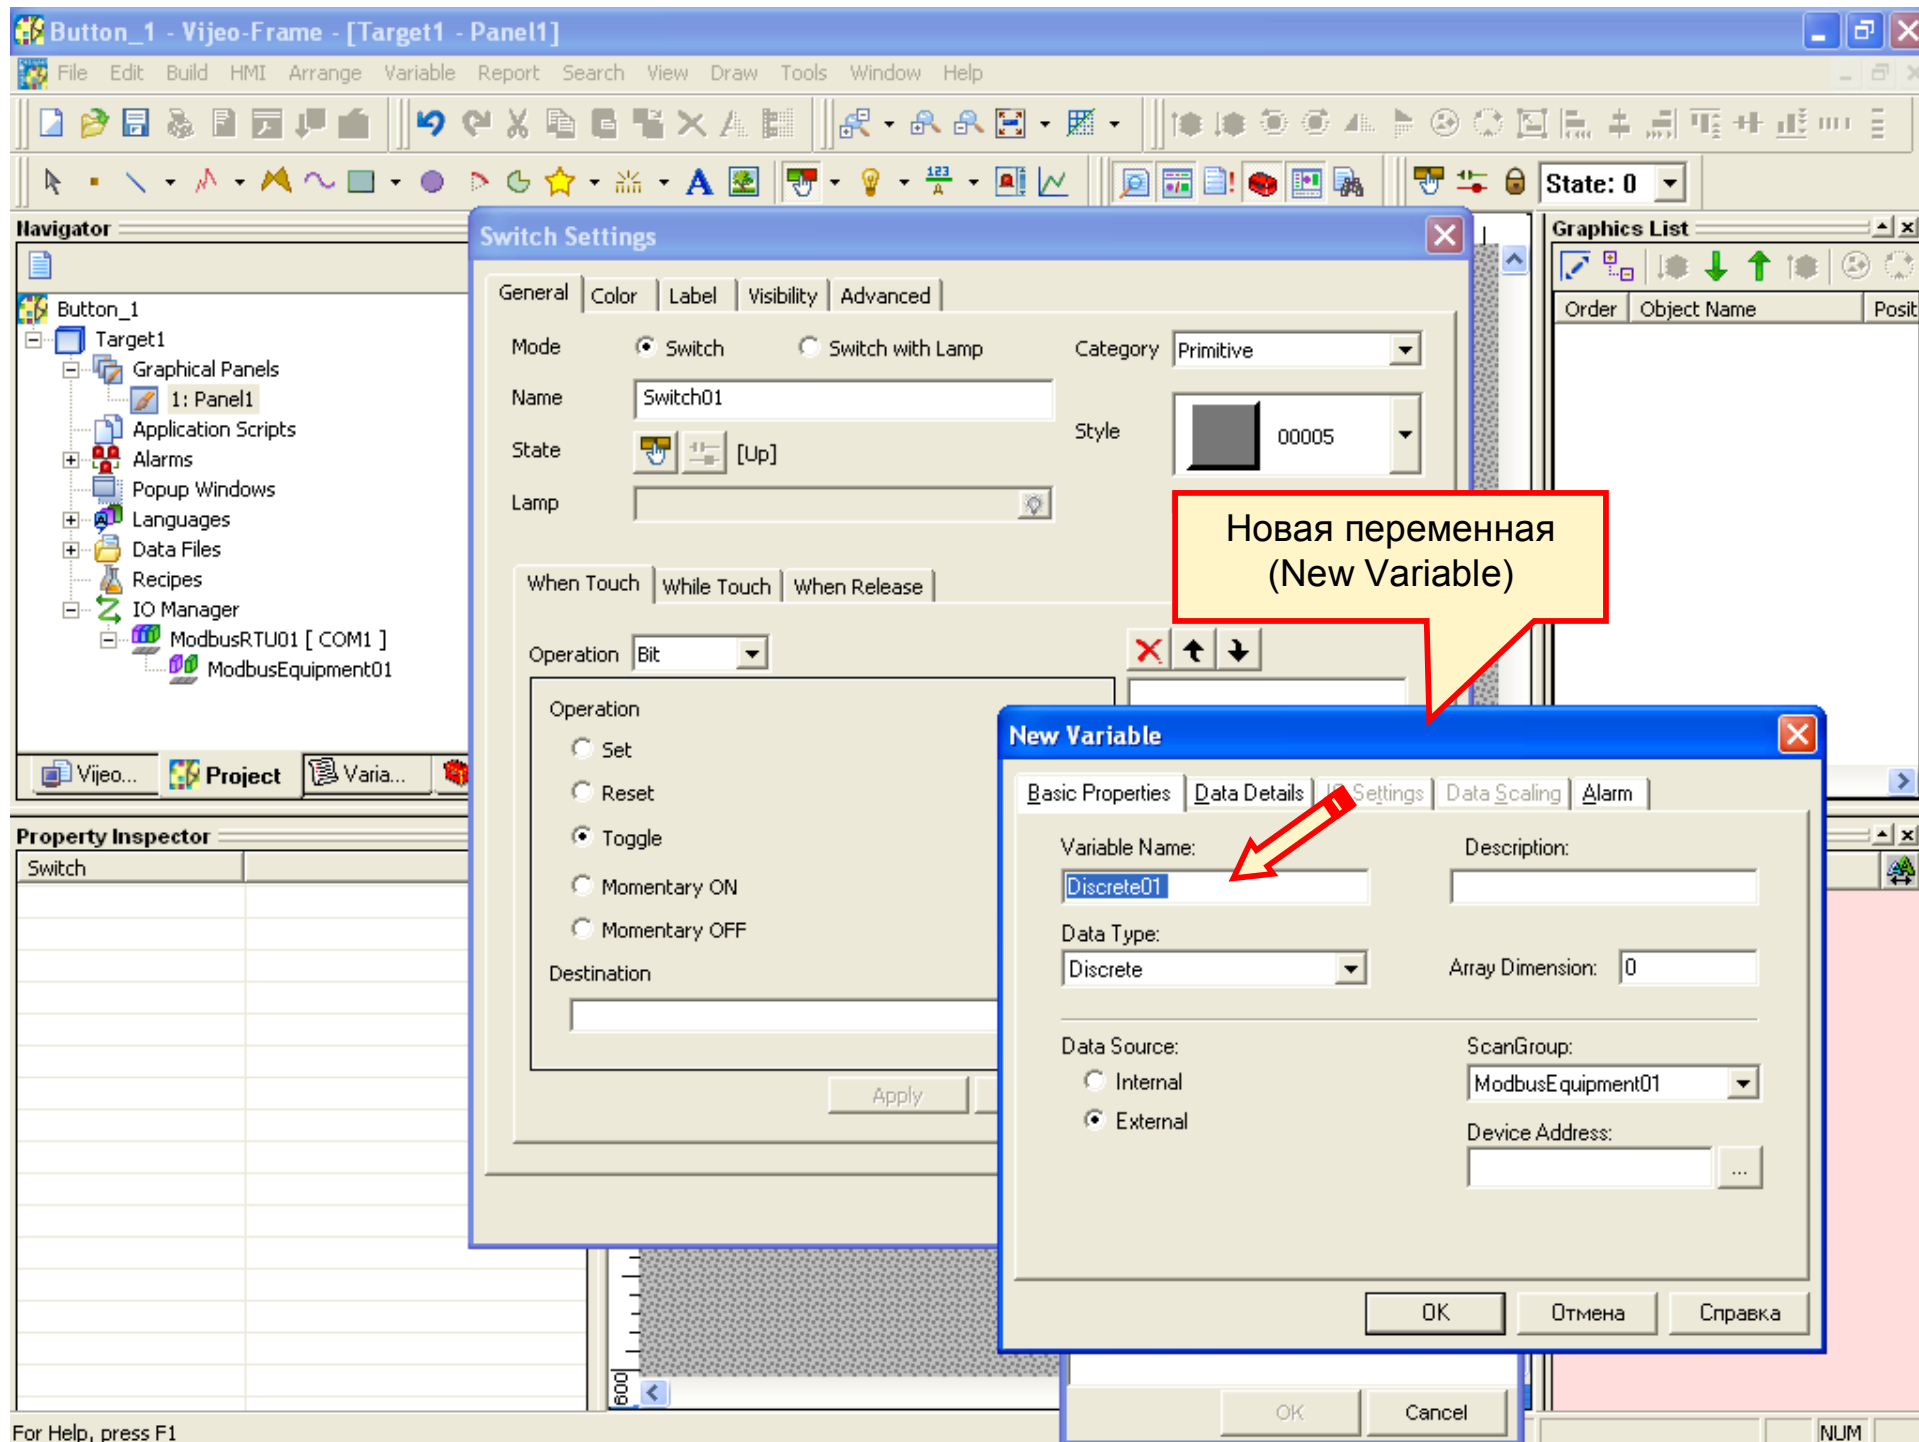 Button_1 - Vijeo-Frame - [Target1 - Panel1]
File Edit Build HMI Arrange Variable Report Search View Draw Tools Window Help
State: 0
Navigator
Button_1
Target1
Graphical Panels
1: Panel1
Application Scripts
Alarms
Popup Windows
Languages
Data Files
Recipes
IO Manager
ModbusRTU01 [ COM1 ]
ModbusEquipment01
Vijeo... Project Varia...
Property Inspector
Switch
Switch Settings
General Color Label Visibility Advanced
Mode Switch Switch with Lamp Category Primitive
Name Switch01
Style 00005
State [Up]
Lamp
When Touch While Touch When Release
Operation Bit
Operation
Set
Reset
Toggle
Momentary ON
Momentary OFF
Destination
Apply
Graphics List
Order Object Name Posit
Новая переменная
(New Variable)
New Variable
Basic Properties Data Details Settings Data Scaling Alarm
Variable Name: Description:
Discrete01
Data Type:
Discrete Array Dimension: 0
Data Source: ScanGroup:
Internal ModbusEquipment01
External Device Address:
...
OK Отмена Справка
600
OK Cancel
For Help, press F1 NUM